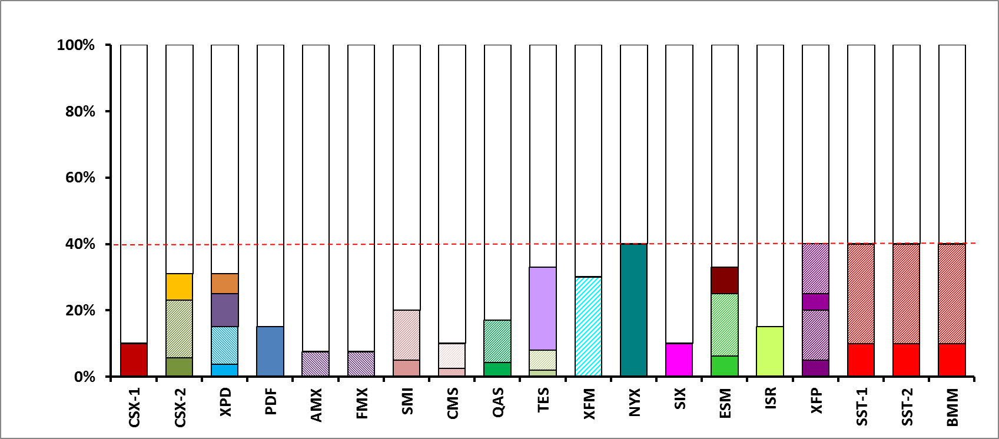 100%
80%
60%
40%
20%
0%
CSX-1
CSX-2
XPD
PDF
AMX
FMX
SMI
CMS
QAS
TES
XFM
NYX
SIX
ESM
ISR
XFP
SST-1
SST-2
BMM